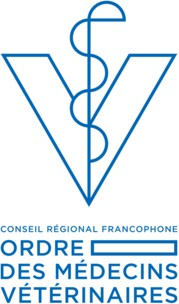 CONSEIL RÉGIONAL FRANCOPHONE
ORDRE
DES MÉDECINS
VÉTÉRINAIRES